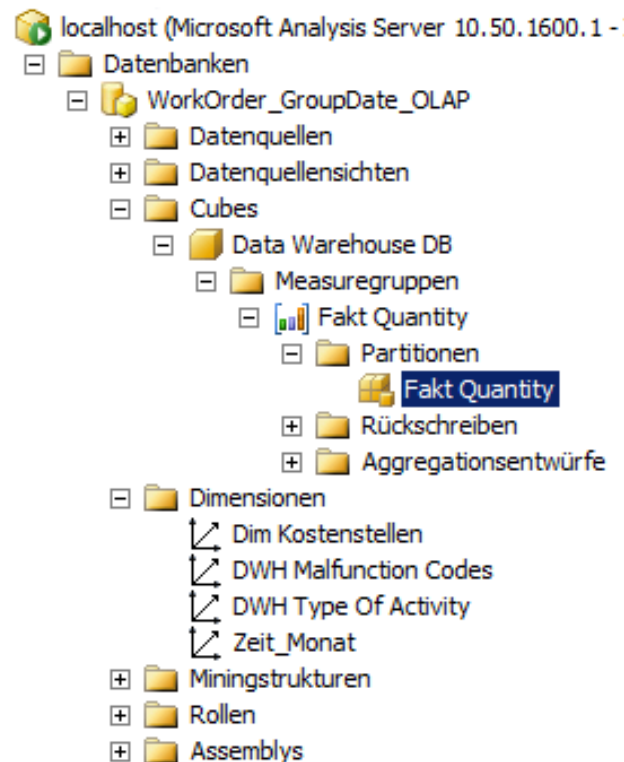 localhost (Microsoft Analysis Server 10.50.1600.1 -
Datenbanken
WorkOrder_GroupDate_OLAP
Datenquellen
Datenquellensichten
Cubes
Data Warehouse DB
Measuregruppen
Fakt Quantity
Partitionen
Fakt Quantity
Rückschreiben
Aggregationsentwürfe
Dimensionen
Dim Kostenstellen
DWH Malfunction Codes
DWH Type Of Activity
Zeit_Monat
Miningstrukturen
Rollen
Assemblys